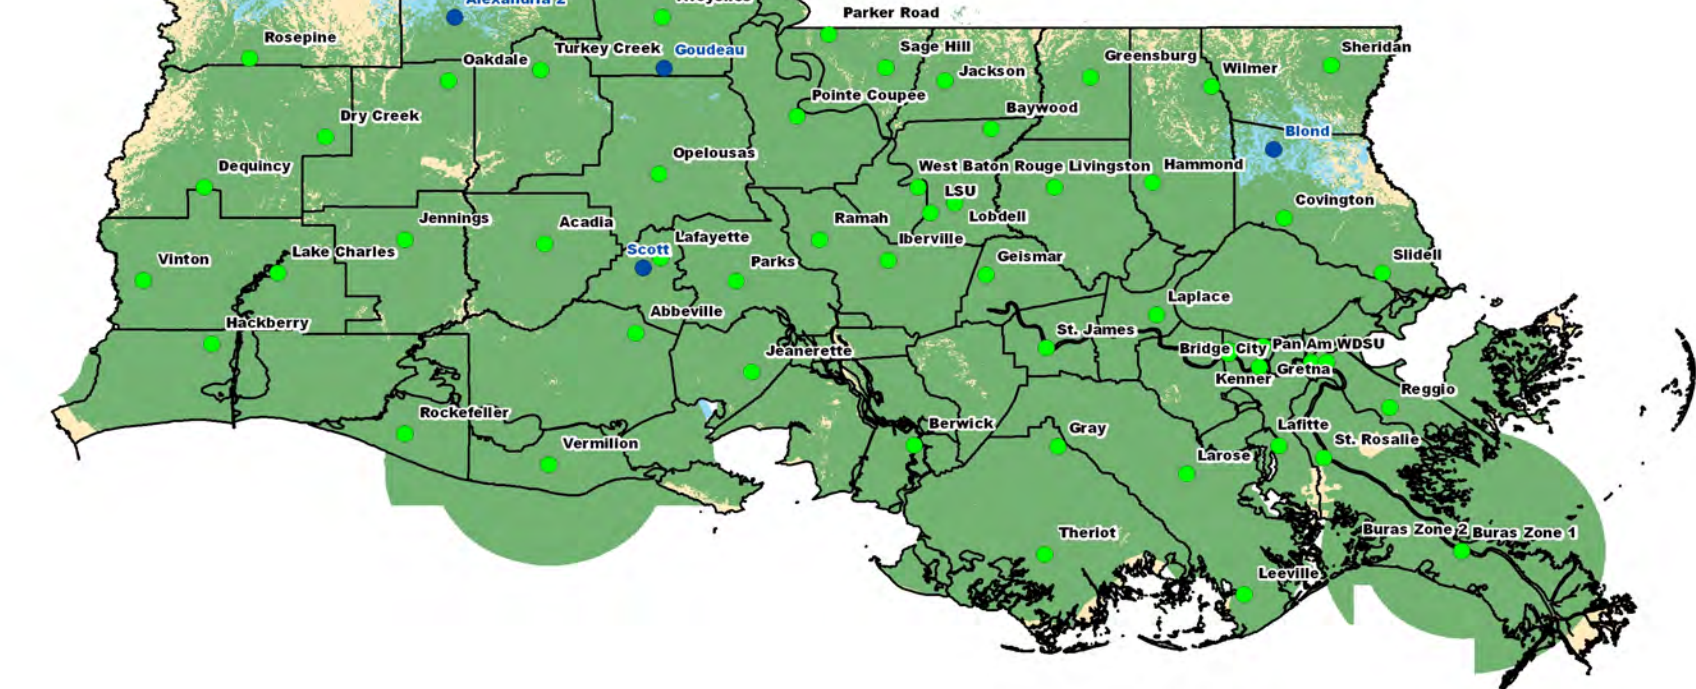 Alexandria 2
Parker Road
Rosepine
Turkey Creek
Goudeau
Sage Hill
Sheridan
Oakdale
Greensburg
Wilmer
Jackson
Pointe Coupee
Baywood
Dry Creek
Blond
Opelousas
Dequincy
West Baton Rouge
Livingston
Hammond
LSU
Covington
Jennings
Acadia
Ramah
Lobdell
Lafayette
Iberville
Scott
Lake Charles
Vinton
Parks
Geismar
Slidell
Laplace
Abbeville
Hackberry
St. James
Bridge City
Pan Am
WDSU
Jeanerette
Kenner
Gretna
Reggio
Rockefeller
Berwick
Gray
Lafitte
Vermilion
St. Rosalie
Larose
Theriot
Buras Zone 2
Buras Zone 1
Leeville